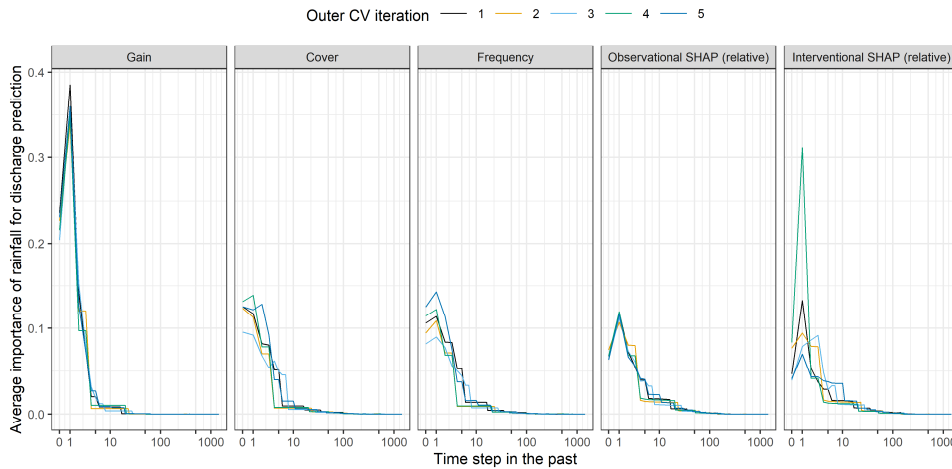 Outer CV iteration 1 2 3 4 5
Gain Cover Frequency Observational SHAP (relative) Interventional SHAP (relative)
Average importance of rainfall for discharge prediction
0.4
0.3
0.2
0.1
0.0
0 1 10 100 1000 0 1 10 100 1000 0 1 10 100 1000 0 1 10 100 1000 0 1 10 100 1000
Time step in the past